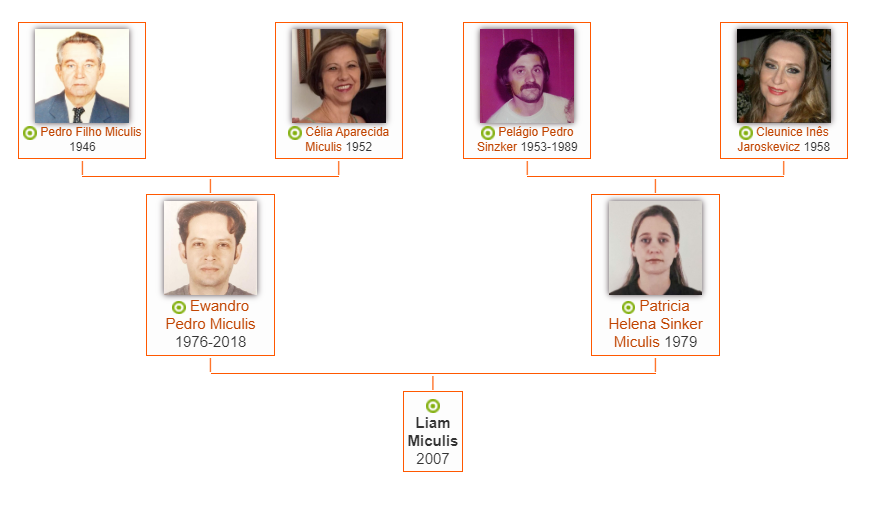 Pedro Filho Miculis
1946
Célia Aparecida
Miculis 1952
Pelágio Pedro
Sinzker 1953-1989
Cleunice Inês
Jaroskevicz 1958
Ewandro
Pedro Miculis
1976-2018
Patricia
Helena Sinker
Miculis 1979
Liam
Miculis
2007